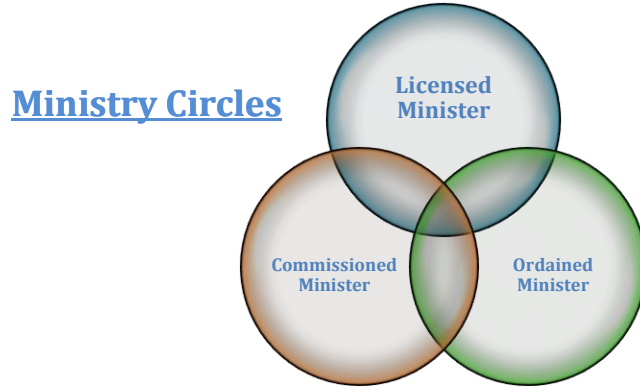 Ministry Circles
Licensed
Minister
Commissioned
Minister
Ordained
Minister